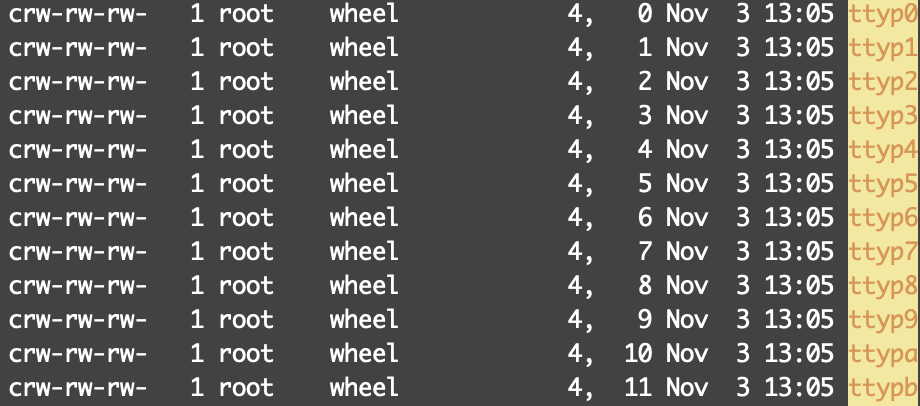 crw-rw-rw-   1 root    wheel            4,   0 Nov  3 13:05 ttyp0
crw-rw-rw-   1 root    wheel            4,   1 Nov  3 13:05 ttyp1
crw-rw-rw-   1 root    wheel            4,   2 Nov  3 13:05 ttyp2
crw-rw-rw-   1 root    wheel            4,   3 Nov  3 13:05 ttyp3
crw-rw-rw-   1 root    wheel            4,   4 Nov  3 13:05 ttyp4
crw-rw-rw-   1 root    wheel            4,   5 Nov  3 13:05 ttyp5
crw-rw-rw-   1 root    wheel            4,   6 Nov  3 13:05 ttyp6
crw-rw-rw-   1 root    wheel            4,   7 Nov  3 13:05 ttyp7
crw-rw-rw-   1 root    wheel            4,   8 Nov  3 13:05 ttyp8
crw-rw-rw-   1 root    wheel            4,   9 Nov  3 13:05 ttyp9
crw-rw-rw-   1 root    wheel            4,  10 Nov  3 13:05 ttypa
crw-rw-rw-   1 root    wheel            4,  11 Nov  3 13:05 ttypb